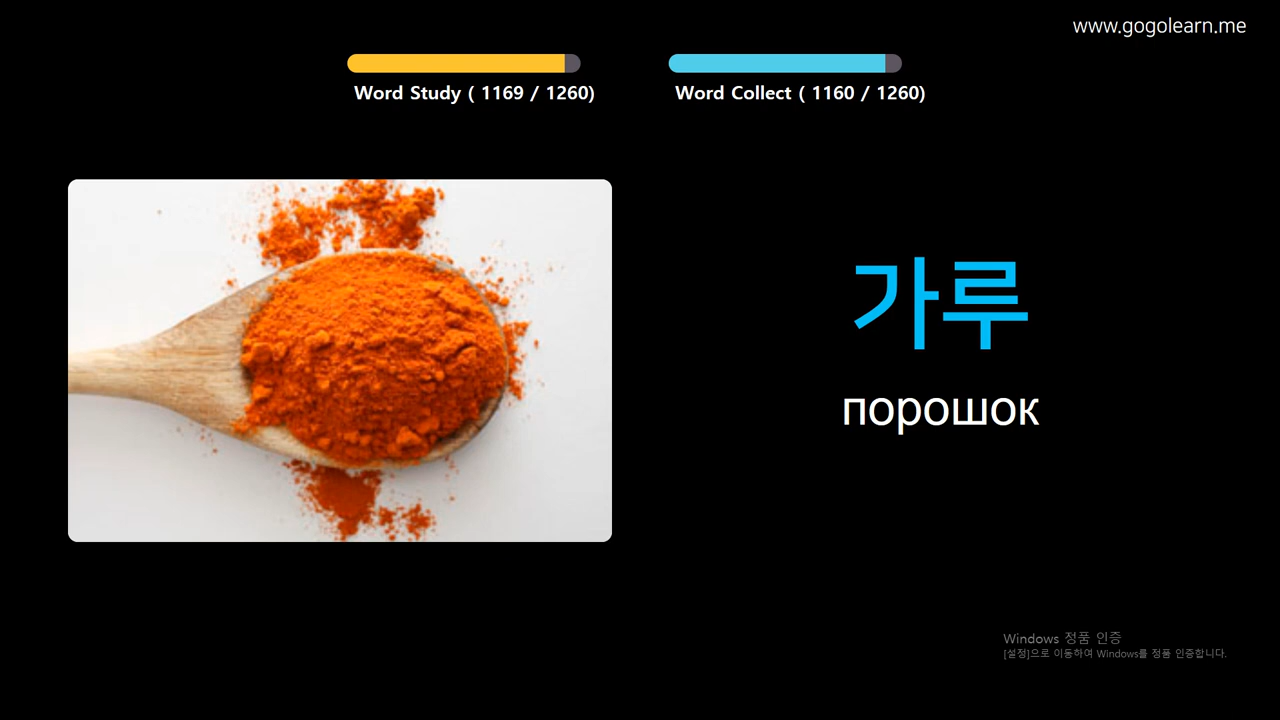 www.gogolearn.me
Word Study ( 1169 / 1260)
Word Collect ( 1160 / 1260)
가루
порошок
Windows 정품 인증
[설정]으로 이동하여 Windows를 정품 인증합니다.